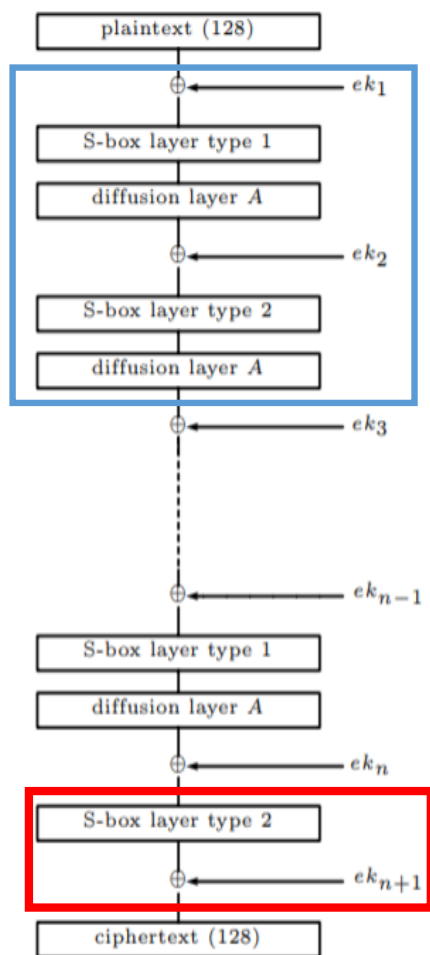 plaintext (128)
⊕ ek₁
S-box layer type 1
diffusion layer A
⊕ ek₂
S-box layer type 2
diffusion layer A
⊕ ek₃
⊕ ekₙ₋₁
S-box layer type 1
diffusion layer A
⊕ ekₙ
S-box layer type 2
⊕ ekₙ₊₁
ciphertext (128)